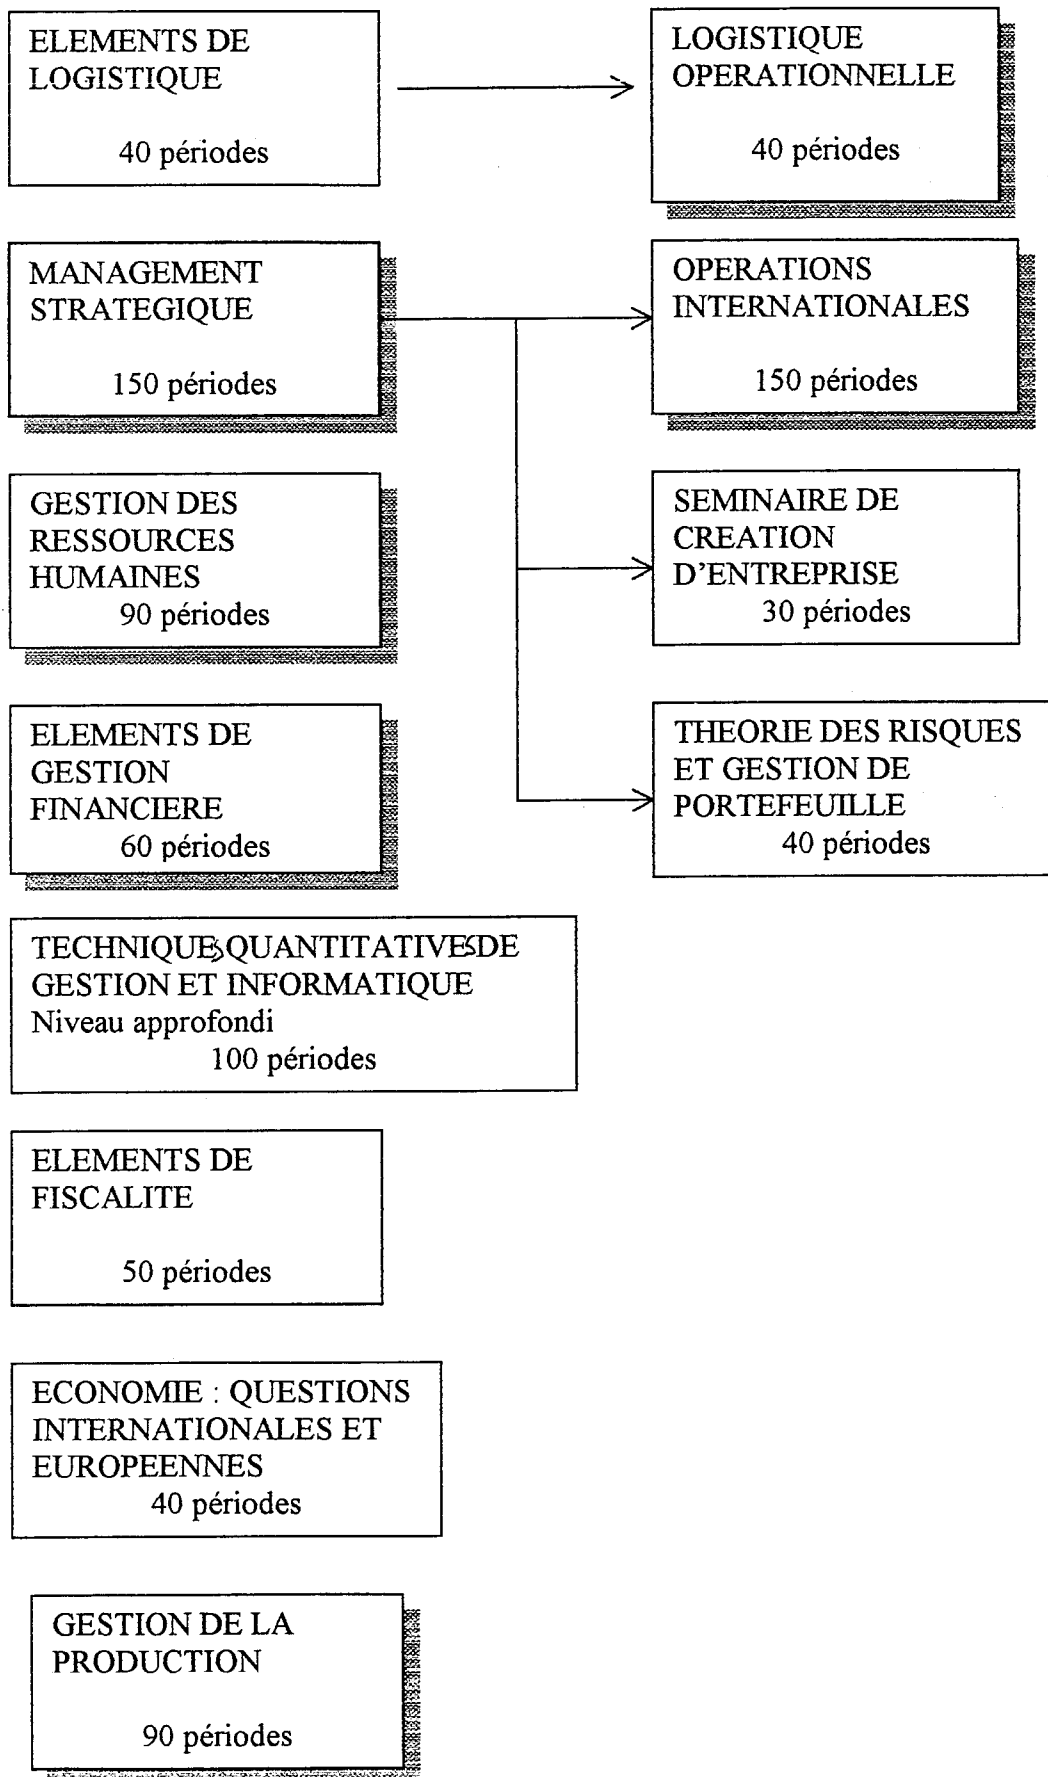 ELEMENTS DE
LOGISTIQUE
40 périodes
LOGISTIQUE
OPERATIONNELLE
40 périodes
MANAGEMENT
STRATEGIQUE
150 périodes
OPERATIONS
INTERNATIONALES
150 périodes
GESTION DES
RESSOURCES
HUMAINES
90 périodes
SEMINAIRE DE
CREATION
D'ENTREPRISE
30 périodes
ELEMENTS DE
GESTION
FINANCIERE
60 périodes
THEORIE DES RISQUES
ET GESTION DE
PORTEFEUILLE
40 périodes
TECHNIQUES QUANTITATIVES DE
GESTION ET INFORMATIQUE
Niveau approfondi
100 périodes
ELEMENTS DE
FISCALITE
50 périodes
ECONOMIE : QUESTIONS
INTERNATIONALES ET
EUROPEENNES
40 périodes
GESTION DE LA
PRODUCTION
90 périodes